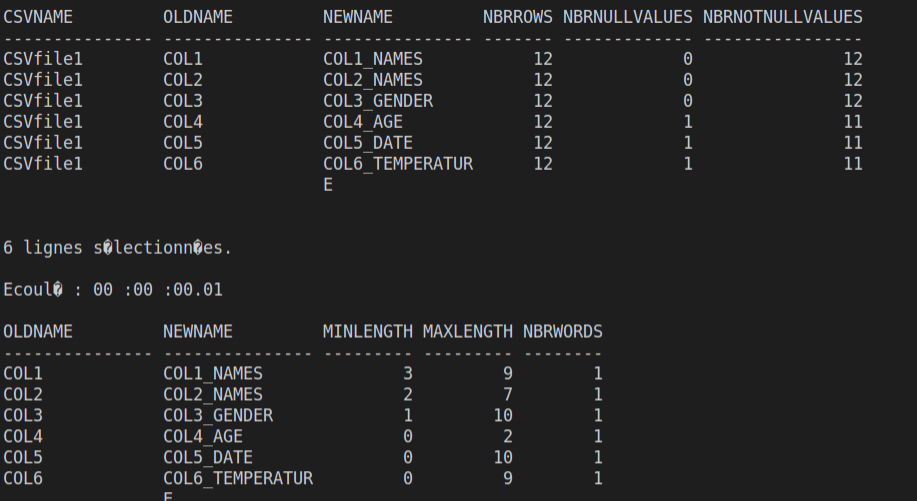 CSVNAME OLDNAME NEWNAME NBRROWS NBRNULLVALUES NBRNOTNULLVALUES
--------------- --------------- --------------- ------- ------------- ----------------
CSVfile1 COL1 COL1_NAMES 12 0 12
CSVfile1 COL2 COL2_NAMES 12 0 12
CSVfile1 COL3 COL3_GENDER 12 0 12
CSVfile1 COL4 COL4_AGE 12 1 11
CSVfile1 COL5 COL5_DATE 12 1 11
CSVfile1 COL6 COL6_TEMPERATUR 12 1 11
E
6 lignes s�lectionn�es.
Ecoul� : 00 :00 :00.01
OLDNAME NEWNAME MINLENGTH MAXLENGTH NBRWORDS
--------------- --------------- --------- --------- --------
COL1 COL1_NAMES 3 9 1
COL2 COL2_NAMES 2 7 1
COL3 COL3_GENDER 1 10 1
COL4 COL4_AGE 0 2 1
COL5 COL5_DATE 0 10 1
COL6 COL6_TEMPERATUR 0 9 1
E